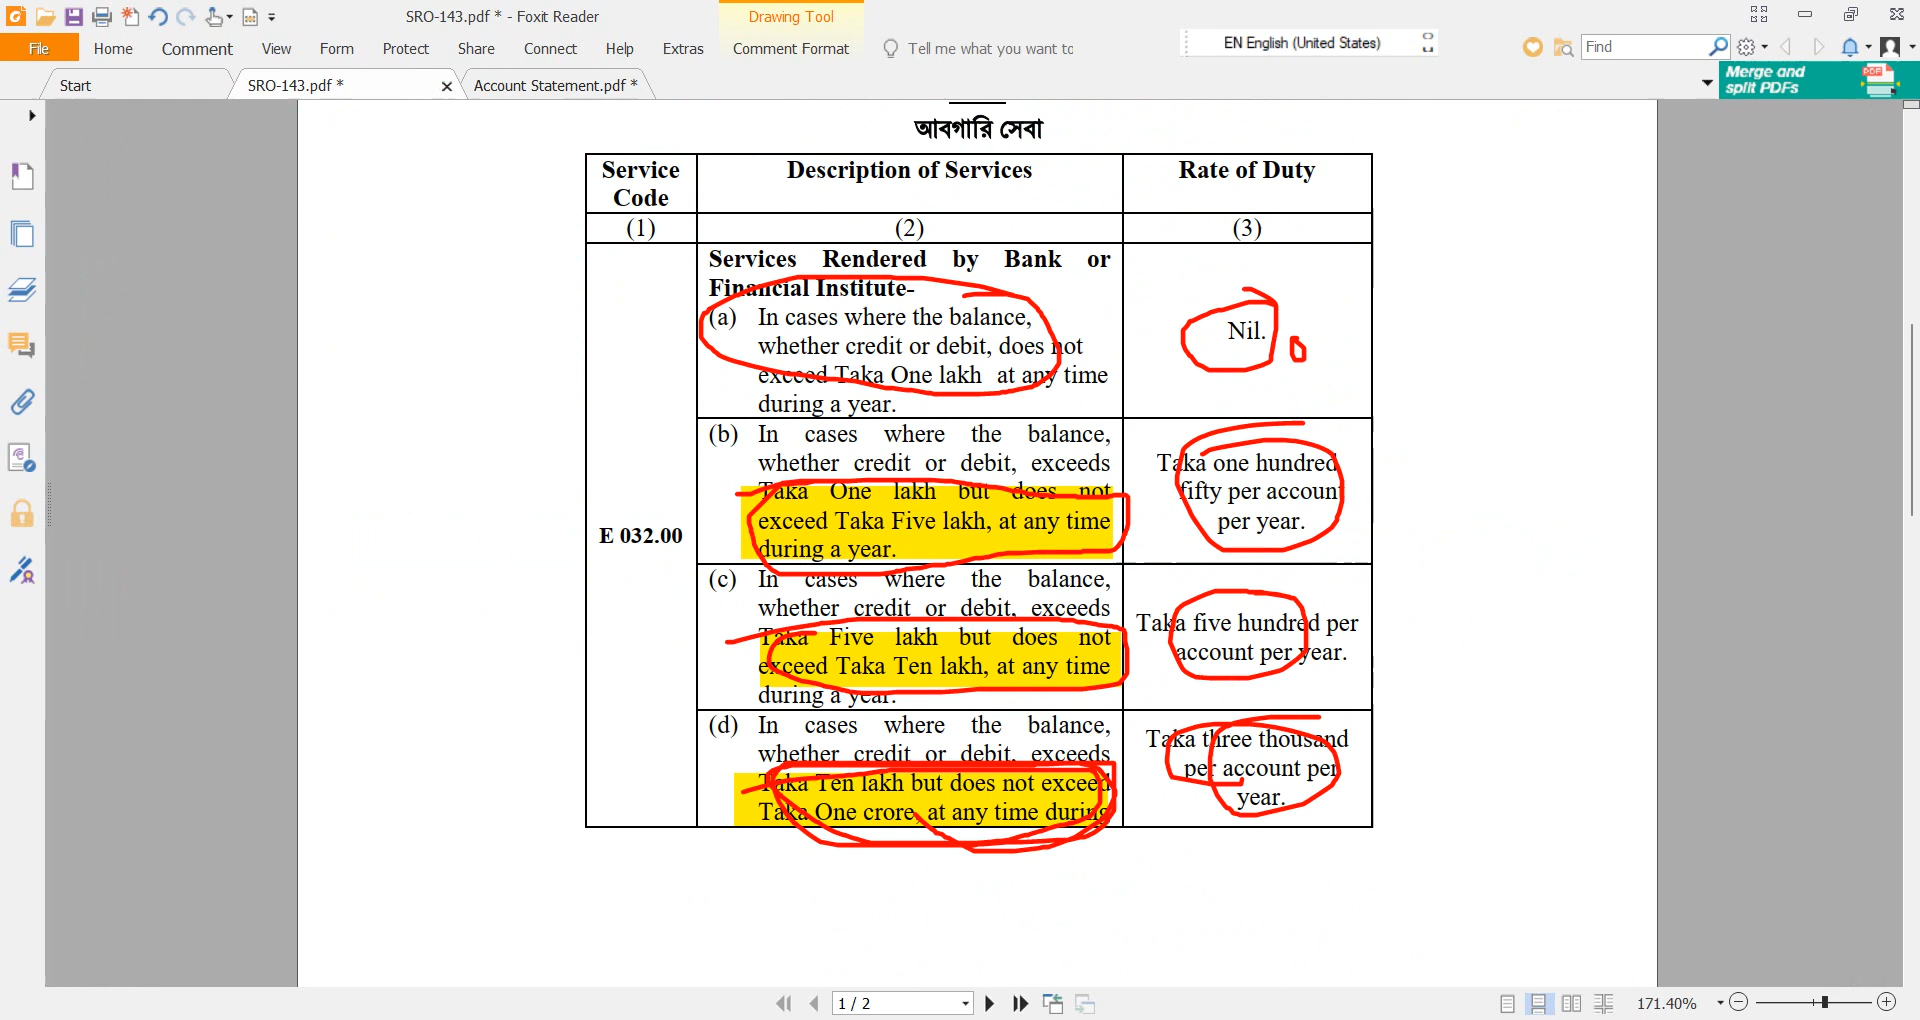 SRO-143.pdf * - Foxit Reader
Drawing Tool
File
Home
Comment
View
Form
Protect
Share
Connect
Help
Extras
Comment Format
Tell me what you want to
EN English (United States)
Find
Start
SRO-143.pdf *
Account Statement.pdf *
Merge and
split PDFs
PDF
আবগারি সেবা
Service
Code
Description of Services
Rate of Duty
(1)
(2)
(3)
E 032.00
Services Rendered by Bank or
Financial Institute-
(a) In cases where the balance,
whether credit or debit, does not
exceed Taka One lakh at any time
during a year.
Nil.
(b) In cases where the balance,
whether credit or debit, exceeds
Taka One lakh but does not
exceed Taka Five lakh, at any time
during a year.
Taka one hundred
fifty per account
per year.
(c) In cases where the balance,
whether credit or debit, exceeds
Taka Five lakh but does not
exceed Taka Ten lakh, at any time
during a year.
Taka five hundred per
account per year.
(d) In cases where the balance,
whether credit or debit, exceeds
Taka Ten lakh but does not exceed
Taka One crore, at any time during
Taka three thousand
per account per
year.
1 / 2
171.40%